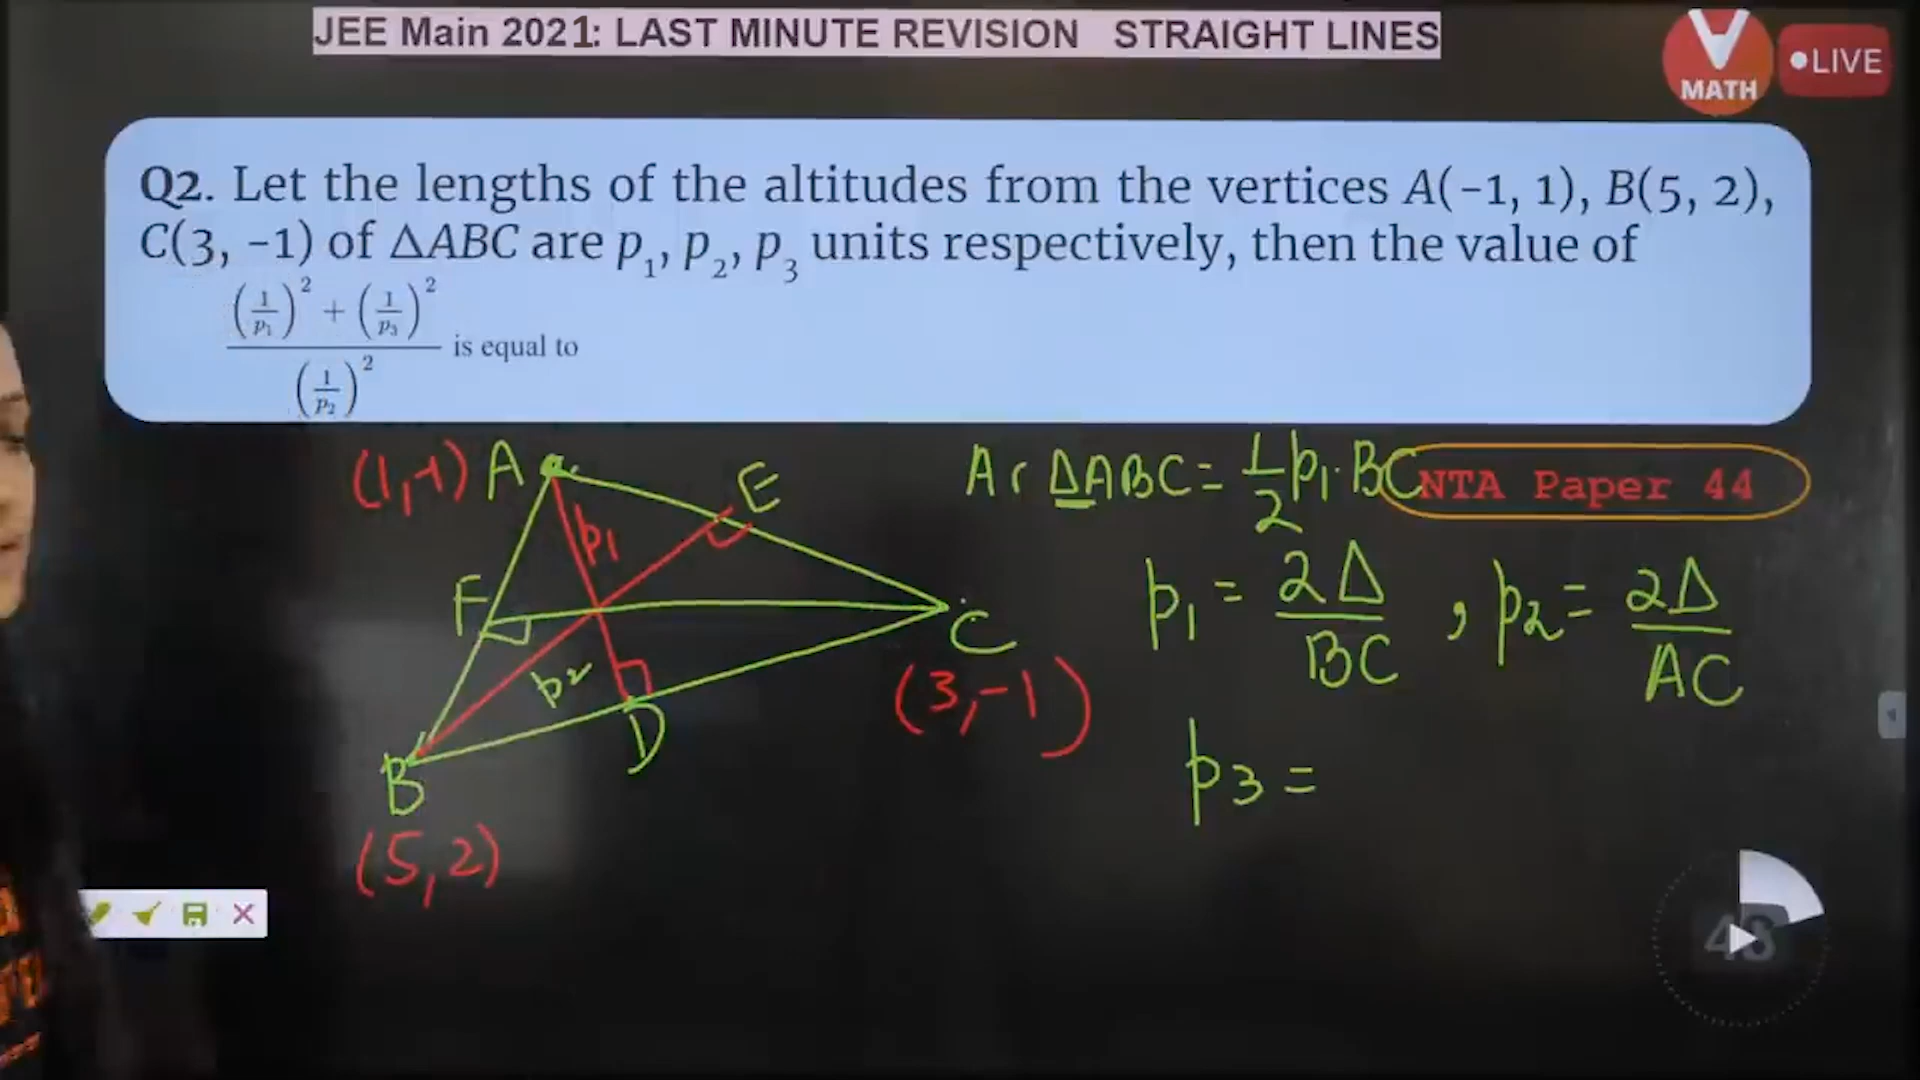 JEE Main 2021: LAST MINUTE REVISION STRAIGHT LINES
V
MATH
LIVE
Q2. Let the lengths of the altitudes from the vertices A(−1, 1), B(5, 2),
C(3, −1) of ΔABC are p₁, p₂, p₃ units respectively, then the value of
((1/p₁)² + (1/p₃)²) / (1/p₂)² is equal to
(1,-1) A
E
Ar ΔABC = 1/2 p₁·BC
NTA Paper 44
p₁
F
p₁ = 2Δ/BC , p₂ = 2Δ/AC
C
p₂
(3,-1)
D
B
p₃ =
(5,2)
48